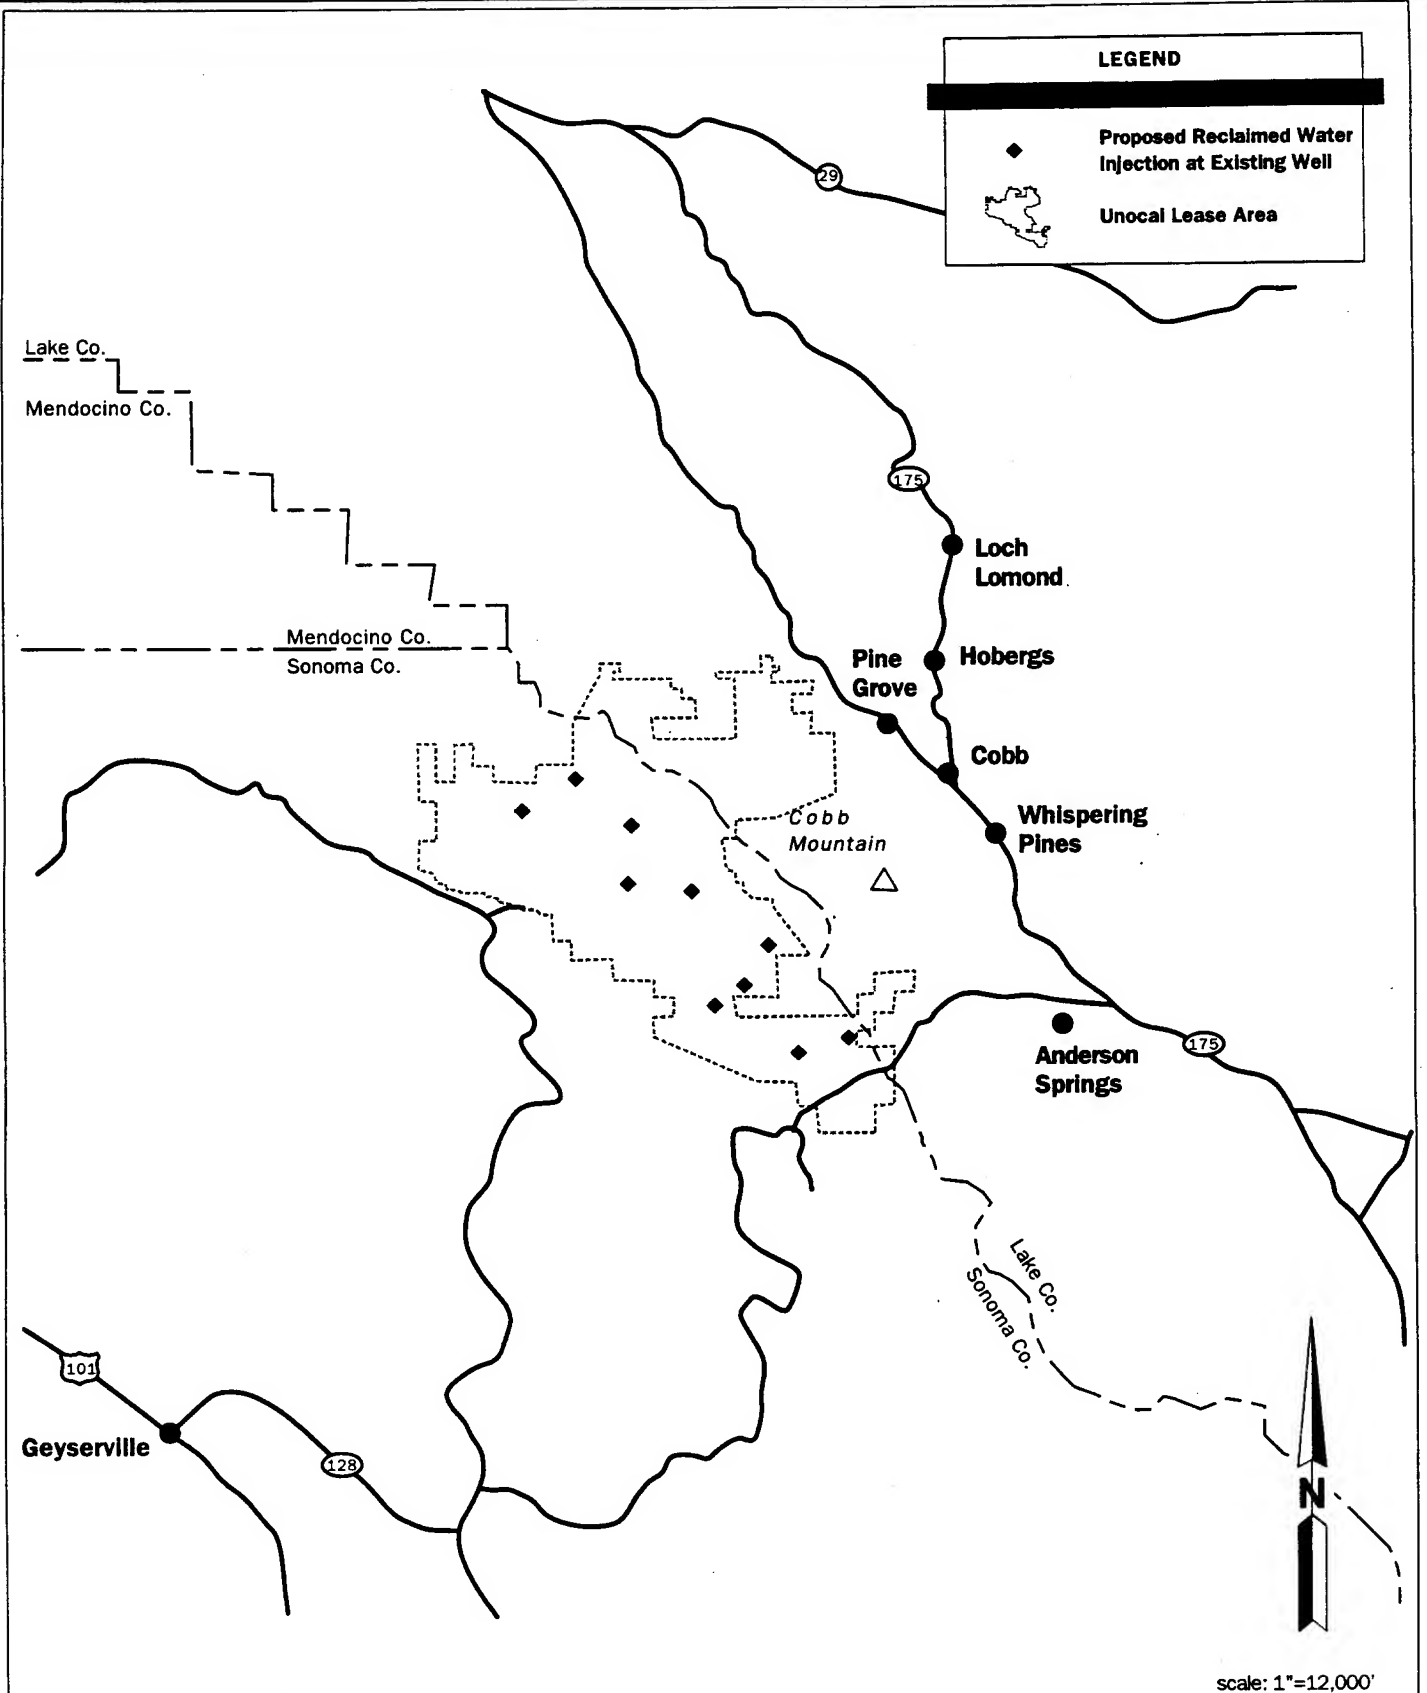 LEGEND
Proposed Reclaimed Water
Injection at Existing Well
Unocal Lease Area
29
Lake Co.
Mendocino Co.
175
Loch
Lomond
Mendocino Co.
Sonoma Co.
Pine
Grove
Hobergs
Cobb
Cobb
Mountain
Whispering
Pines
Anderson
Springs
175
Lake Co.
Sonoma Co.
101
Geyserville
128
N
scale: 1"=12,000'